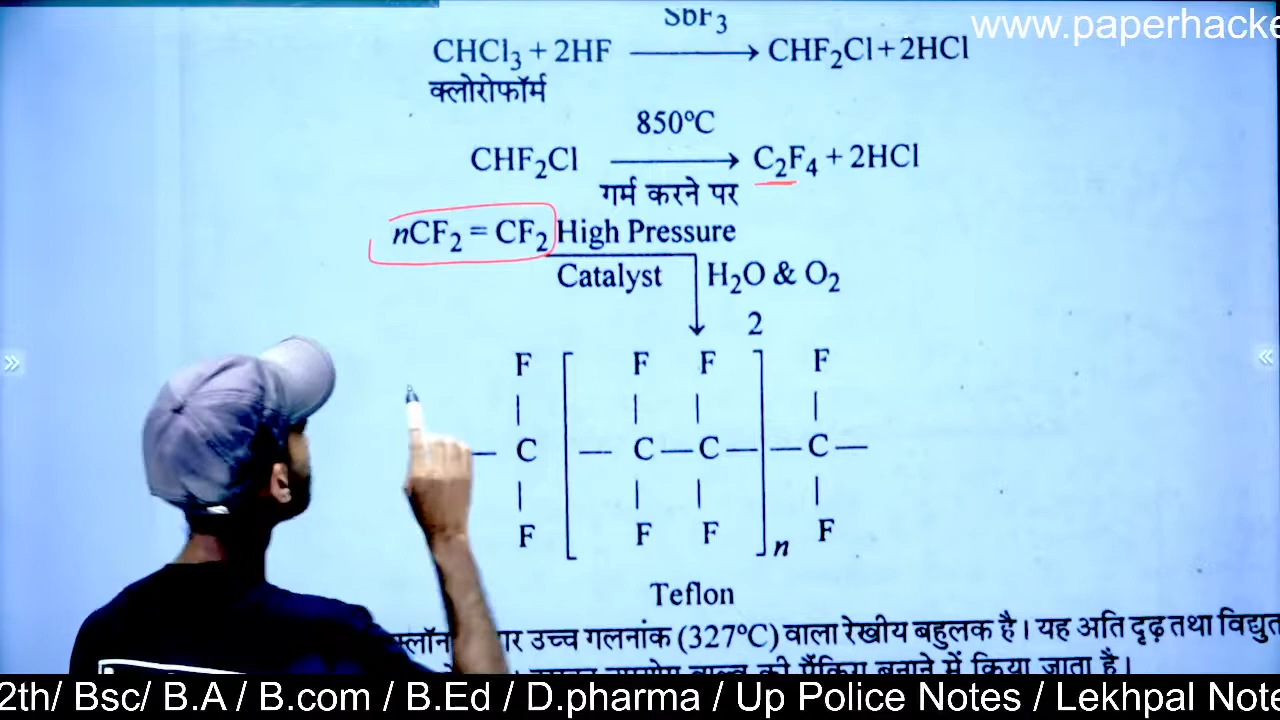 www.paperhacke
SbF3
CHCl3 + 2HF ⟶ CHF2Cl + 2HCl
क्लोरोफॉर्म
850°C
CHF2Cl ⟶ C2F4 + 2HCl
गर्म करने पर
nCF2 = CF2 High Pressure
Catalyst H2O & O2
2
F F F F
— C — C — C — — C —
F F F F
n
Teflon
उच्च गलनांक (327°C) वाला रेखीय बहुलक है। यह अति दृढ़ तथा विद्युत
वाल्व की पैंकिंग बनाने में किया जाता है।
2th/ Bsc/ B.A / B.com / B.Ed / D.pharma / Up Police Notes / Lekhpal Note